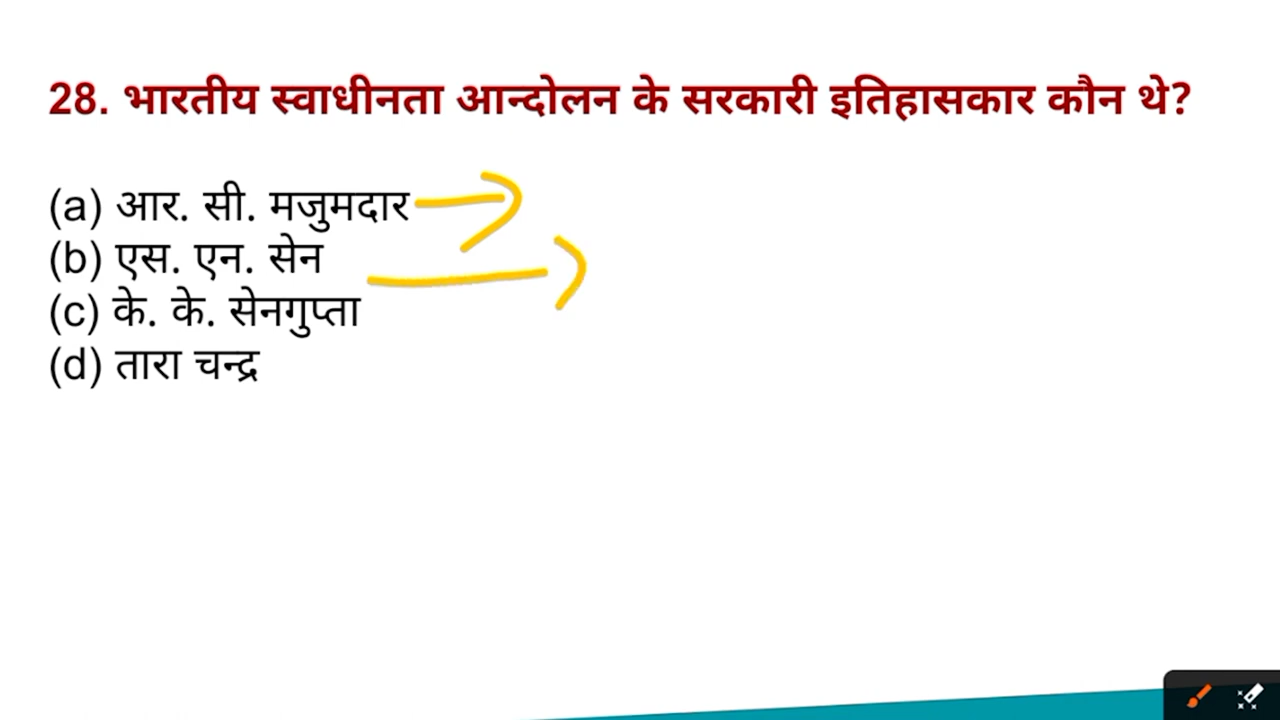 28. भारतीय स्वाधीनता आन्दोलन के सरकारी इतिहासकार कौन थे?
(a) आर. सी. मजुमदार
(b) एस. एन. सेन
(c) के. के. सेनगुप्ता
(d) तारा चन्द्र